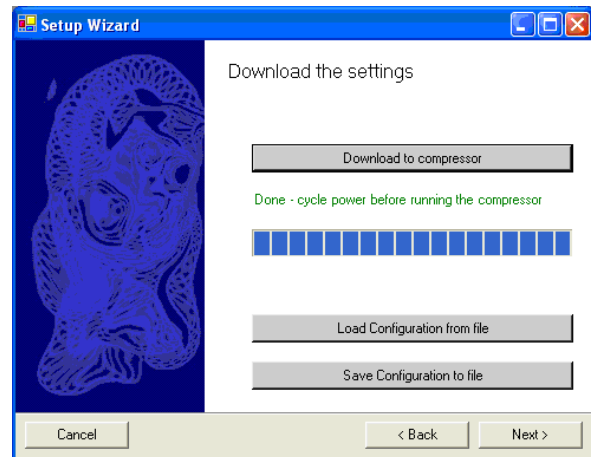 Setup Wizard
Download the settings
Download to compressor
Done - cycle power before running the compressor
Load Configuration from file
Save Configuration to file
Cancel
< Back
Next >